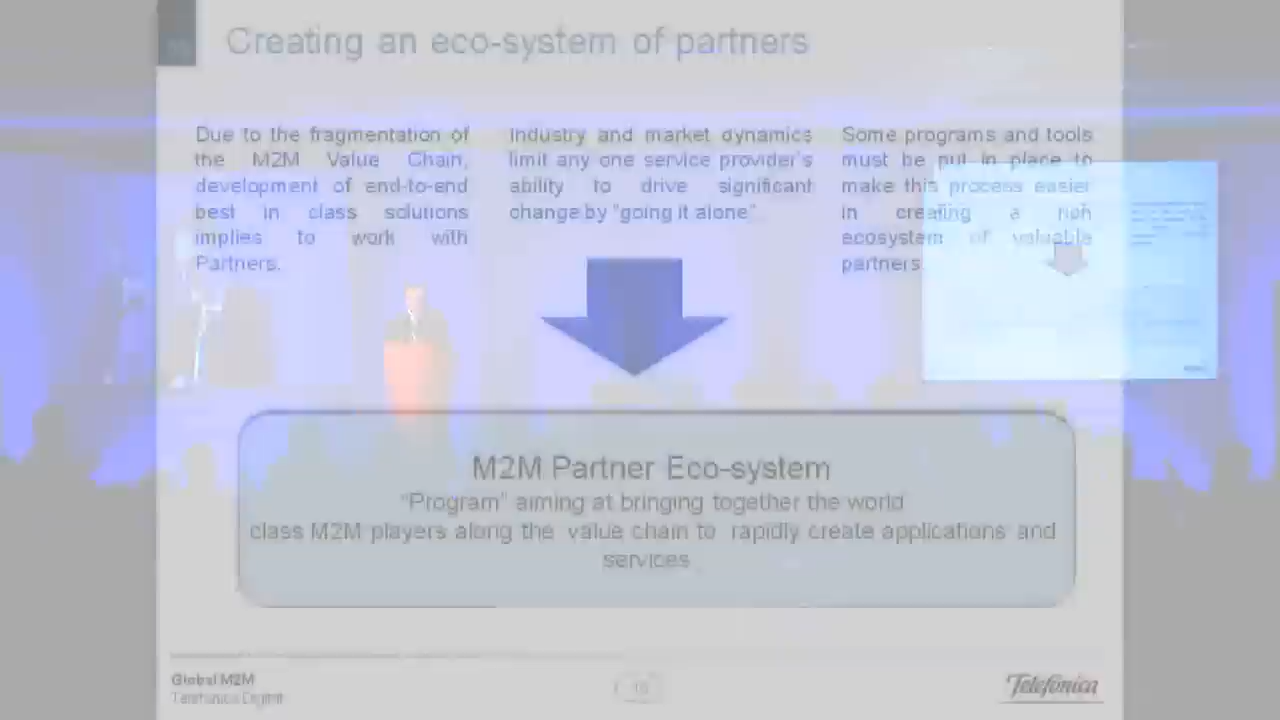 Creating an eco-system of partners
Due to the fragmentation of
the M2M Value Chain,
development of end-to-end
best in class solutions
implies to work with
Partners.
Industry and market dynamics
limit any one service provider's
ability to drive significant
change by "going it alone"
Some programs and tools
must be put in place to
make this process easier
in creating a rich
ecosystem of valuable
partners.
M2M Partner Eco-system
"Program" aiming at bringing together the world
class M2M players along the value chain to rapidly create applications and
services
Global M2M
Telefónica Digital
Telefónica